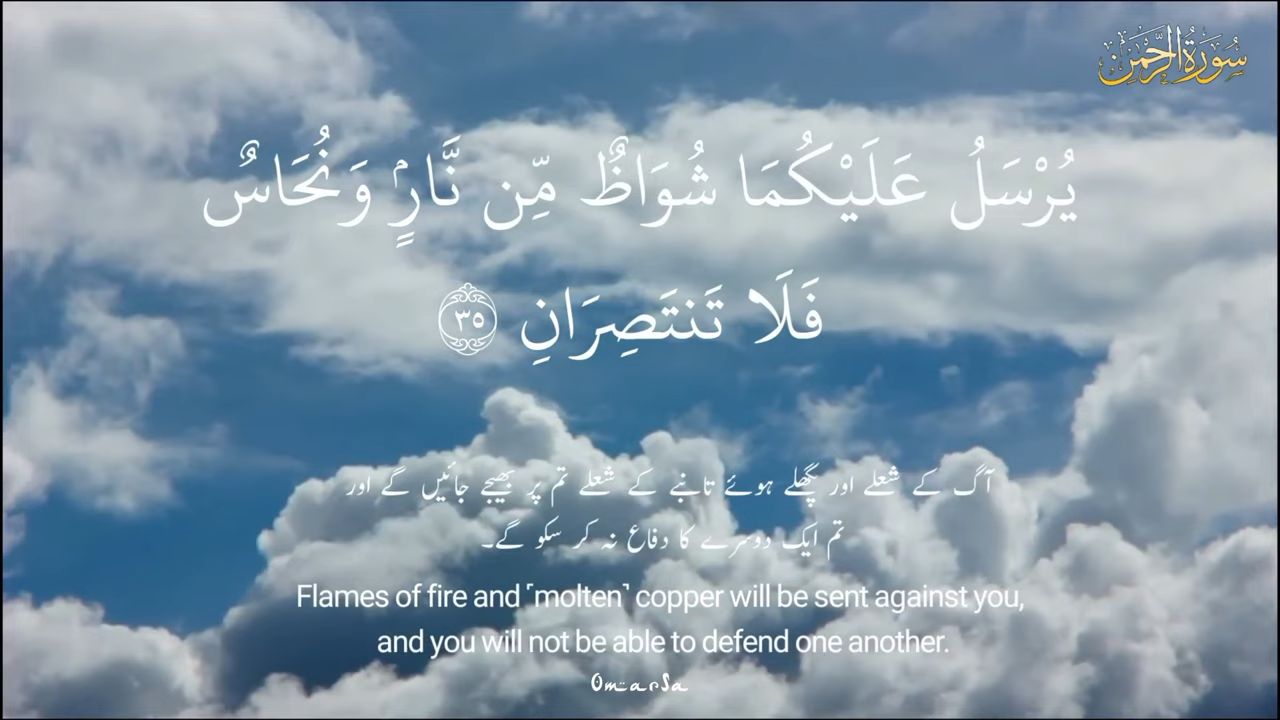 سُورَةُ الرَّحْمَٰن
يُرْسَلُ عَلَيْكُمَا شُوَاظٌ مِّن نَّارٍۢ وَنُحَاسٌ
فَلَا تَنتَصِرَانِ ٣٥
آگ کے شعلے اور پگھلے ہوئے تانبے کے شعلے تم پر بھیجے جائیں گے اور
تم ایک دوسرے کا دفاع نہ کر سکو گے۔
Flames of fire and ˹molten˺ copper will be sent against you,
and you will not be able to defend one another.
OmarSa